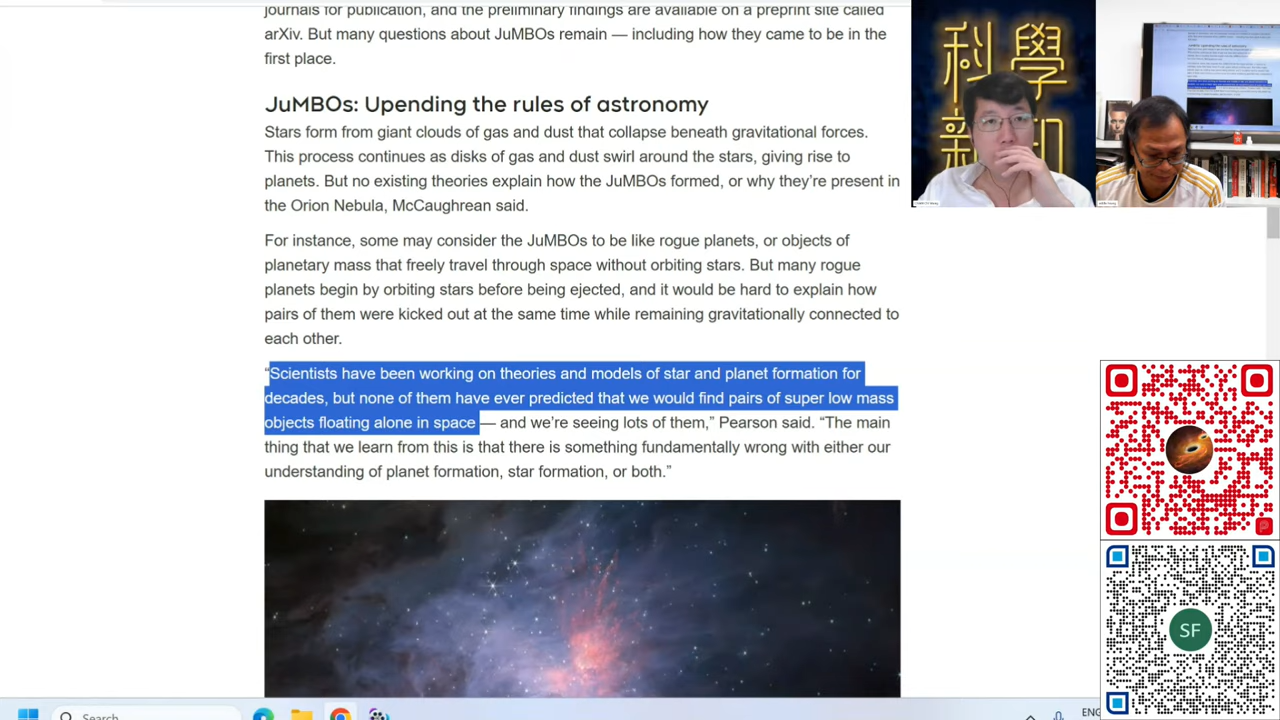 journals for publication, and the preliminary findings are available on a preprint site called
arXiv. But many questions about JuMBOs remain — including how they came to be in the
first place.
JuMBOs: Upending the rules of astronomy
Stars form from giant clouds of gas and dust that collapse beneath gravitational forces.
This process continues as disks of gas and dust swirl around the stars, giving rise to
planets. But no existing theories explain how the JuMBOs formed, or why they’re present in
the Orion Nebula, McCaughrean said.
For instance, some may consider the JuMBOs to be like rogue planets, or objects of
planetary mass that freely travel through space without orbiting stars. But many rogue
planets begin by orbiting stars before being ejected, and it would be hard to explain how
pairs of them were kicked out at the same time while remaining gravitationally connected to
each other.
“Scientists have been working on theories and models of star and planet formation for
decades, but none of them have ever predicted that we would find pairs of super low mass
objects floating alone in space — and we’re seeing lots of them,” Pearson said. “The main
thing that we learn from this is that there is something fundamentally wrong with either our
understanding of planet formation, star formation, or both.”
科學
新知
SF
Search
ENG